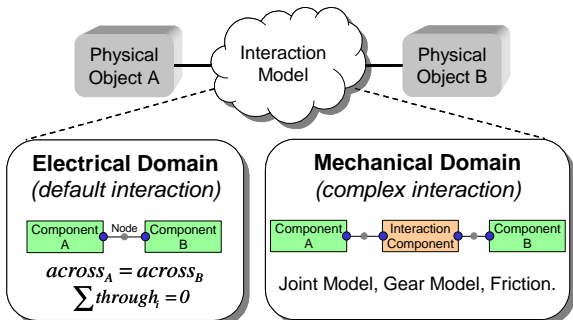 Physical
Object A
Interaction
Model
Physical
Object B
Electrical Domain
(default interaction)
Component
A
Node
Component
B
across_A = across_B
∑ through_i = 0
Mechanical Domain
(complex interaction)
Component
A
Interaction
Component
Component
B
Joint Model, Gear Model, Friction.